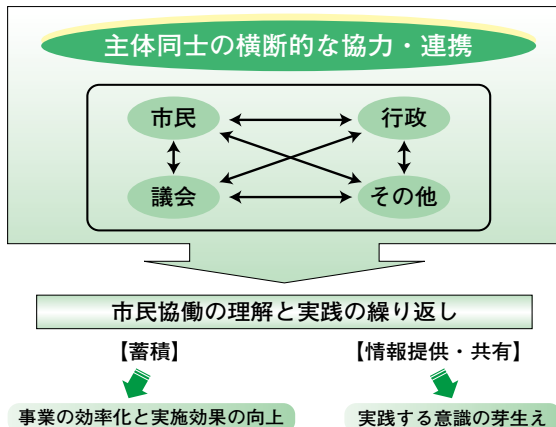 主体同士の横断的な協力・連携
市民
行政
議会
その他
市民協働の理解と実践の繰り返し
【蓄積】
【情報提供・共有】
事業の効率化と実施効果の向上
実践する意識の芽生え